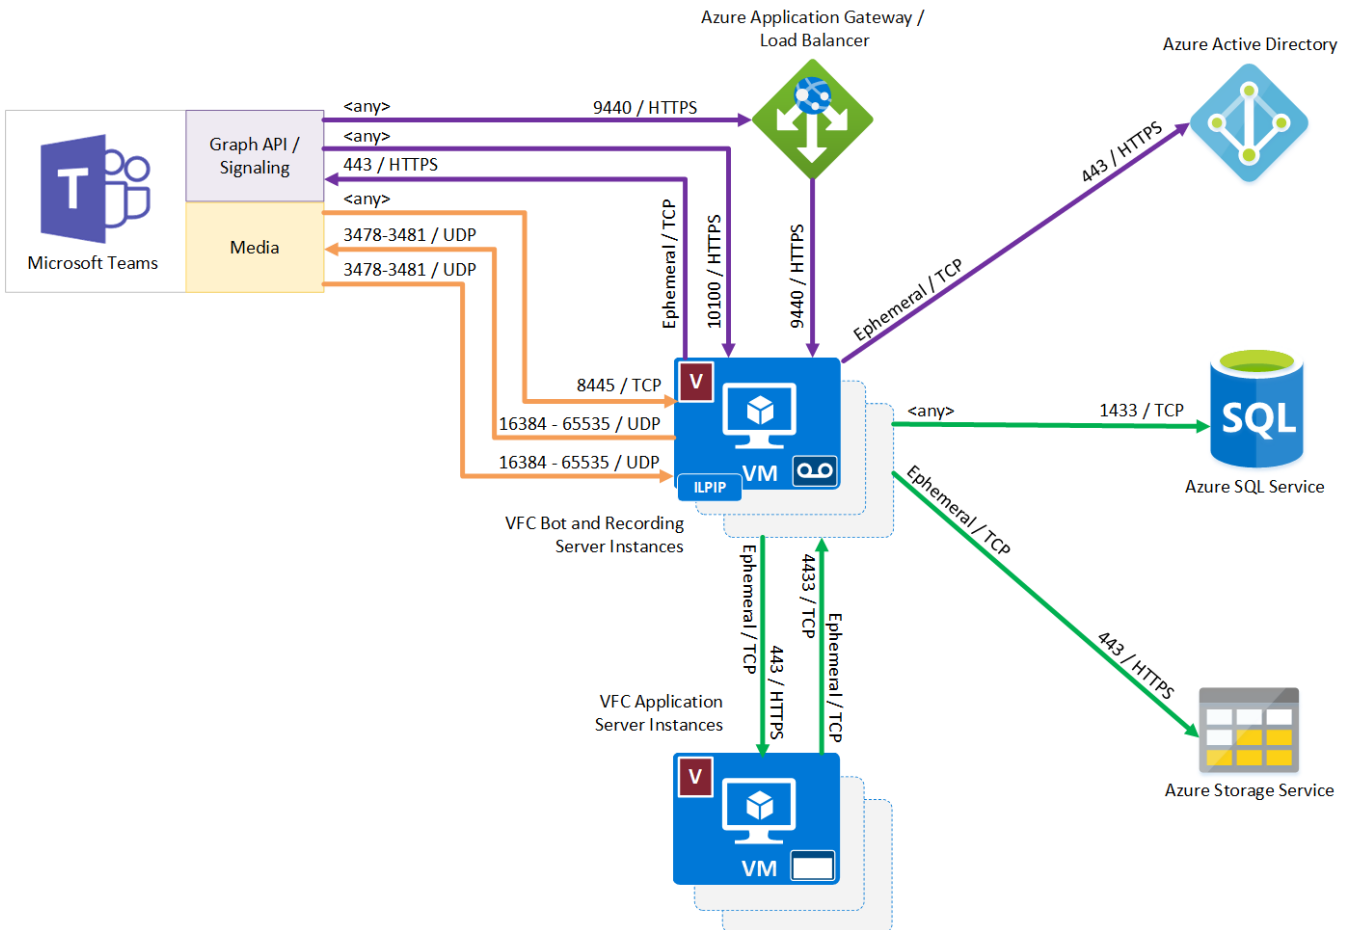 Azure Application Gateway /
Load Balancer
Azure Active Directory
<any>
9440 / HTTPS
<any>
443 / HTTPS
<any>
3478-3481 / UDP
3478-3481 / UDP
Graph API /
Signaling
T
Media
Microsoft Teams
Ephemeral / TCP
10100 / HTTPS
9440 / HTTPS
443 / HTTPS
Ephemeral / TCP
8445 / TCP
16384 - 65535 / UDP
16384 - 65535 / UDP
V
VM
ILPIP
<any>
1433 / TCP
SQL
Azure SQL Service
VFC Bot and Recording
Server Instances
Ephemeral / TCP
443 / HTTPS
Ephemeral / TCP
443 / HTTPS
4433 / TCP
Ephemeral / TCP
VFC Application
Server Instances
V
VM
Azure Storage Service